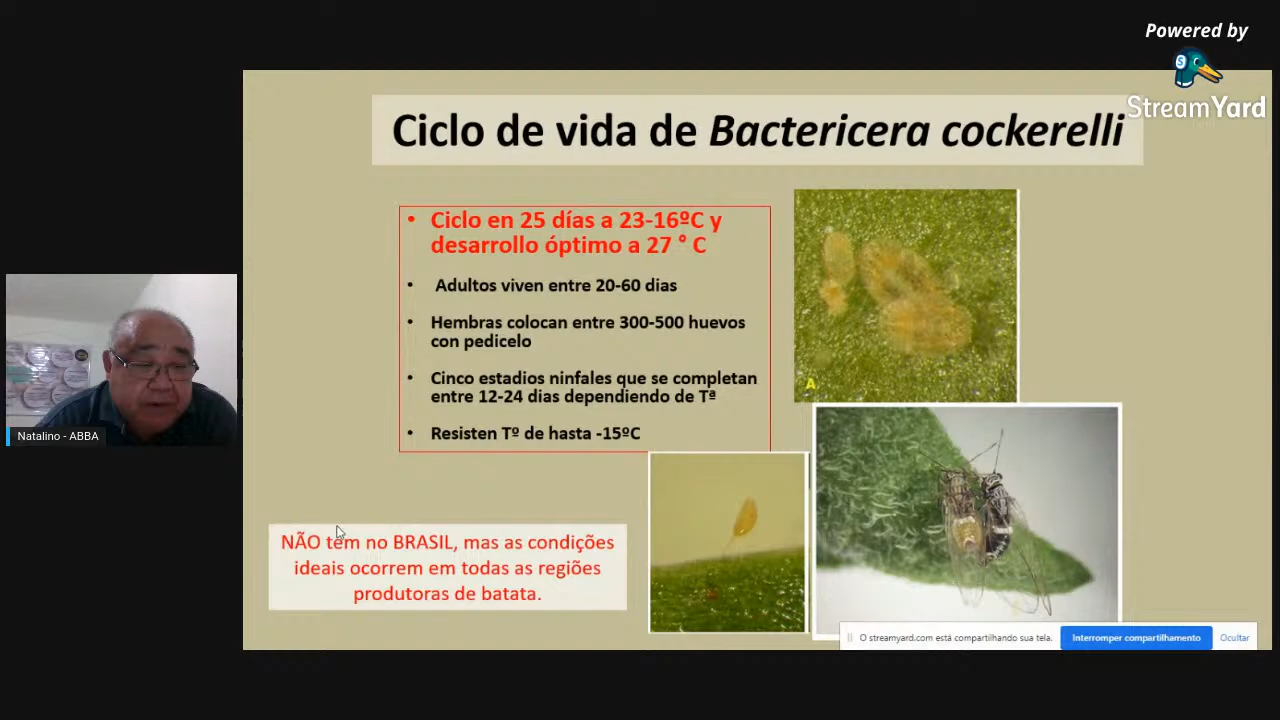 Powered by
StreamYard
Ciclo de vida de Bactericera cockerelli
• Ciclo en 25 días a 23-16ºC y
desarrollo óptimo a 27 ° C
• Adultos viven entre 20-60 dias
• Hembras colocan entre 300-500 huevos
con pedicelo
• Cinco estadios ninfales que se completan
entre 12-24 dias dependiendo de Tª
• Resisten Tº de hasta -15ºC
A
Natalino - ABBA
NÃO tem no BRASIL, mas as condições
ideais ocorrem em todas as regiões
produtoras de batata.
O streamyard.com está compartilhando sua tela.
Interromper compartilhamento
Ocultar